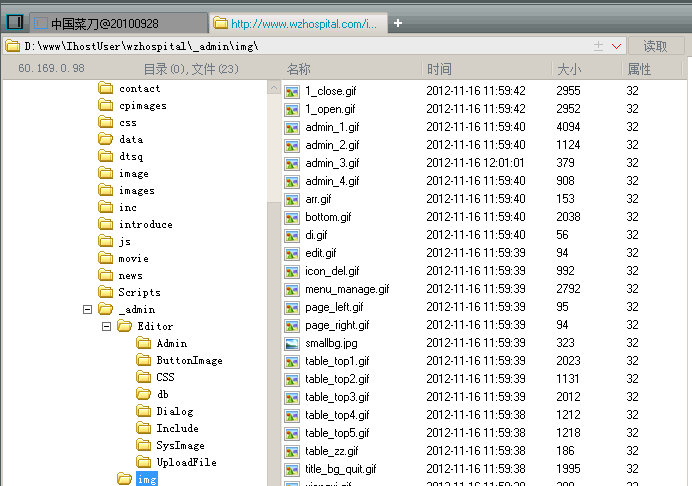 中国菜刀@20100928
http://www.wzhospital.com/i...
D:\www\IhostUser\wzhospital\_admin\img\
读取
60.169.0.98
目录(0),文件(23)
名称 时间 大小 属性
contact
cpimages
css
data
dtsq
image
images
inc
introduce
js
movie
news
Scripts
_admin
Editor
Admin
ButtonImage
CSS
db
Dialog
Include
SysImage
UploadFile
img
1_close.gif 2012-11-16 11:59:42 2955 32
1_open.gif 2012-11-16 11:59:42 2952 32
admin_1.gif 2012-11-16 11:59:40 4094 32
admin_2.gif 2012-11-16 11:59:40 1124 32
admin_3.gif 2012-11-16 12:01:01 379 32
admin_4.gif 2012-11-16 11:59:40 908 32
arr.gif 2012-11-16 11:59:40 153 32
bottom.gif 2012-11-16 11:59:40 2038 32
di.gif 2012-11-16 11:59:40 56 32
edit.gif 2012-11-16 11:59:39 94 32
icon_del.gif 2012-11-16 11:59:39 992 32
menu_manage.gif 2012-11-16 11:59:39 2792 32
page_left.gif 2012-11-16 11:59:39 95 32
page_right.gif 2012-11-16 11:59:39 94 32
smallbg.jpg 2012-11-16 11:59:39 323 32
table_top1.gif 2012-11-16 11:59:39 2023 32
table_top2.gif 2012-11-16 11:59:39 1131 32
table_top3.gif 2012-11-16 11:59:39 2012 32
table_top4.gif 2012-11-16 11:59:38 1212 32
table_top5.gif 2012-11-16 11:59:38 1218 32
table_zz.gif 2012-11-16 11:59:38 186 32
title_bg_quit.gif 2012-11-16 11:59:38 1995 32